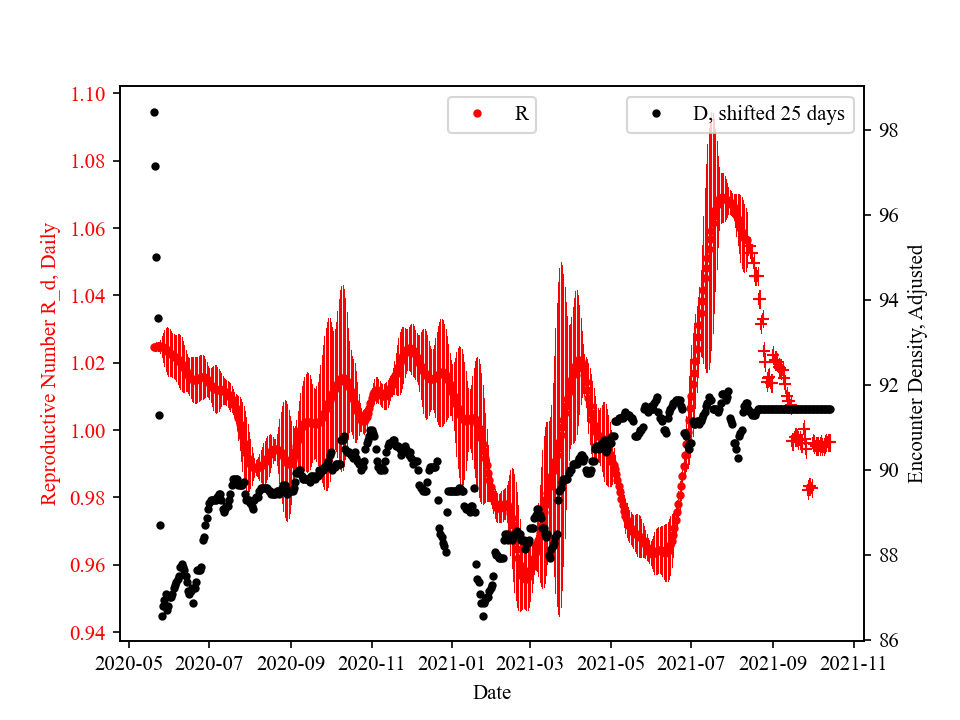 R
D, shifted 25 days
Reproductive Number R_d, Daily
1.10
1.08
1.06
1.04
1.02
1.00
0.98
0.96
0.94
98
96
94
92
90
88
86
Encounter Density, Adjusted
2020-05 2020-07 2020-09 2020-11 2021-01 2021-03 2021-05 2021-07 2021-09 2021-11
Date